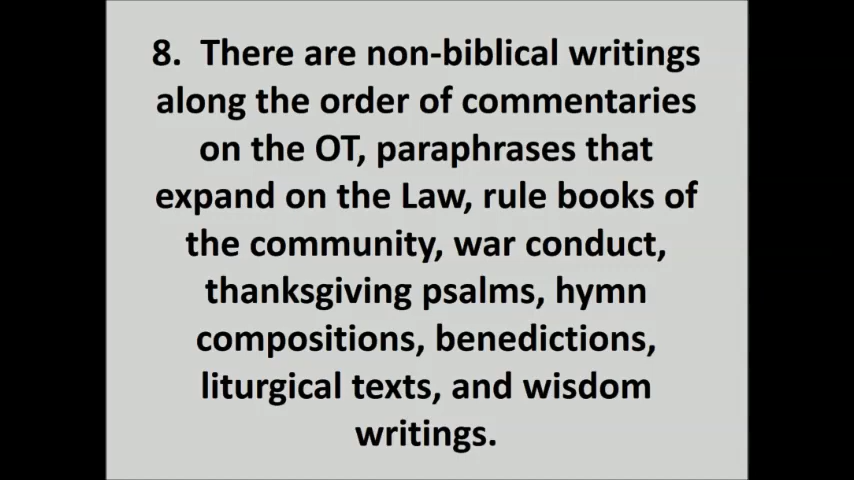 8.  There are non-biblical writings
along the order of commentaries
on the OT, paraphrases that
expand on the Law, rule books of
the community, war conduct,
thanksgiving psalms, hymn
compositions, benedictions,
liturgical texts, and wisdom
writings.